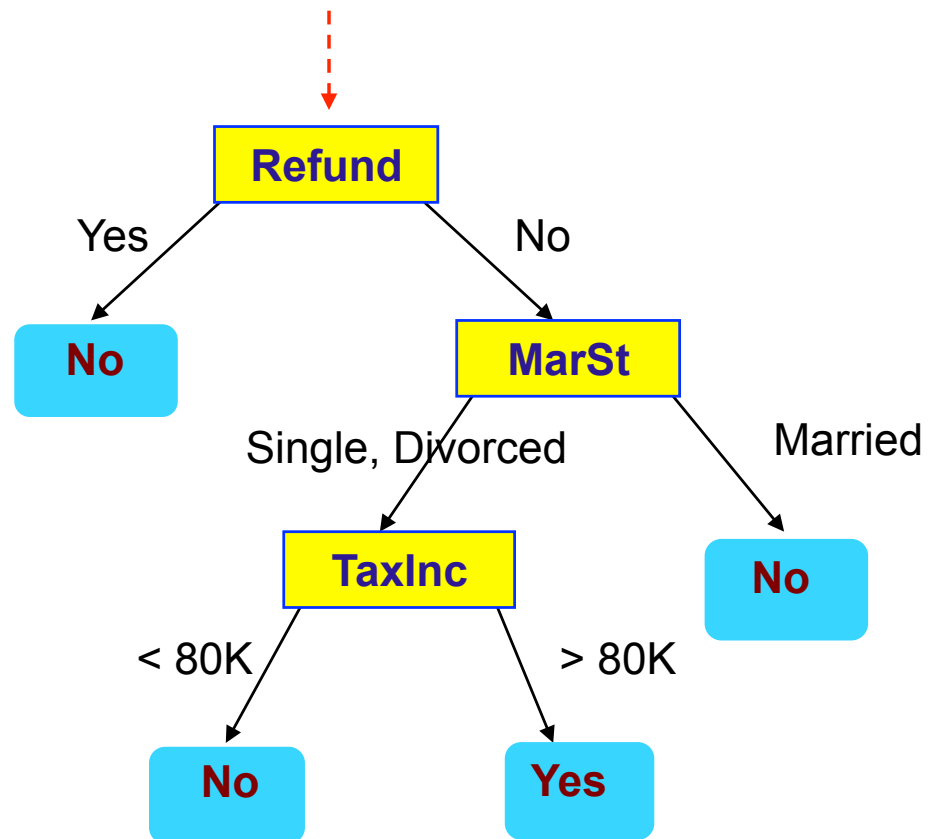 Refund
Yes
No
No
MarSt
Single, Divorced
Married
TaxInc
No
< 80K
> 80K
No
Yes